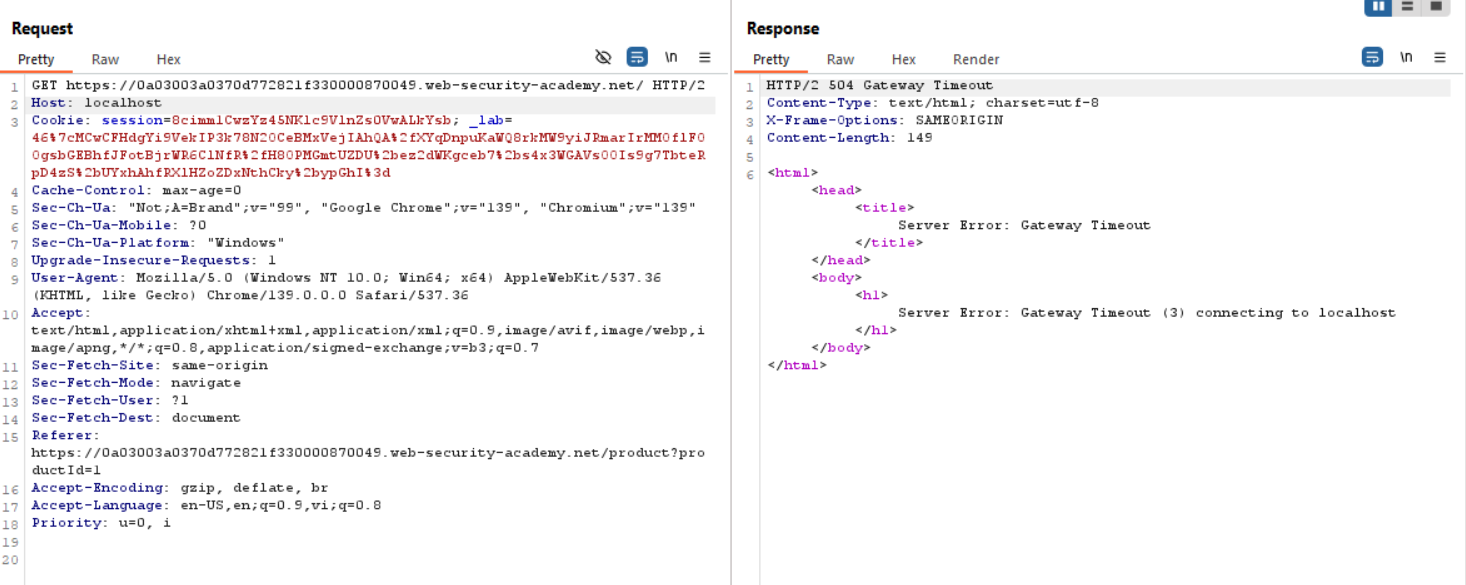 Request
Pretty Raw Hex \n
1 GET https://0a03003a0370d772821f330000870049.web-security-academy.net/ HTTP/2
2 Host: localhost
3 Cookie: session=8cimmlCwzYz45NKlc9VlnZs0VwALkYsb; _lab=
46%7cMCwCFHdgYi9VekIP3k78N20CeBMxVejIAhQA%2fXYqDnpuKaWQ8rkMW9yiJRmarIrMMOflF0
OgsbGEBhfJFotBjrWR6ClNfR%2fH80PMGmtUZDU%2bez2dWKgceb7%2bs4x3WGAVs00Is9g7TbteR
pD4zS%2bUYxhAhfRXlHZoZDxNthCky%2bypGhI%3d
4 Cache-Control: max-age=0
5 Sec-Ch-Ua: "Not;A=Brand";v="99", "Google Chrome";v="139", "Chromium";v="139"
6 Sec-Ch-Ua-Mobile: ?0
7 Sec-Ch-Ua-Platform: "Windows"
8 Upgrade-Insecure-Requests: 1
9 User-Agent: Mozilla/5.0 (Windows NT 10.0; Win64; x64) AppleWebKit/537.36
(KHTML, like Gecko) Chrome/139.0.0.0 Safari/537.36
10 Accept:
text/html,application/xhtml+xml,application/xml;q=0.9,image/avif,image/webp,i
mage/apng,*/*;q=0.8,application/signed-exchange;v=b3;q=0.7
11 Sec-Fetch-Site: same-origin
12 Sec-Fetch-Mode: navigate
13 Sec-Fetch-User: ?1
14 Sec-Fetch-Dest: document
15 Referer:
https://0a03003a0370d772821f330000870049.web-security-academy.net/product?pro
ductId=1
16 Accept-Encoding: gzip, deflate, br
17 Accept-Language: en-US,en;q=0.9,vi;q=0.8
18 Priority: u=0, i
19
20
Response
Pretty Raw Hex Render \n
1 HTTP/2 504 Gateway Timeout
2 Content-Type: text/html; charset=utf-8
3 X-Frame-Options: SAMEORIGIN
4 Content-Length: 149
5
6 <html>
<head>
<title>
Server Error: Gateway Timeout
</title>
</head>
<body>
<h1>
Server Error: Gateway Timeout (3) connecting to localhost
</h1>
</body>
</html>